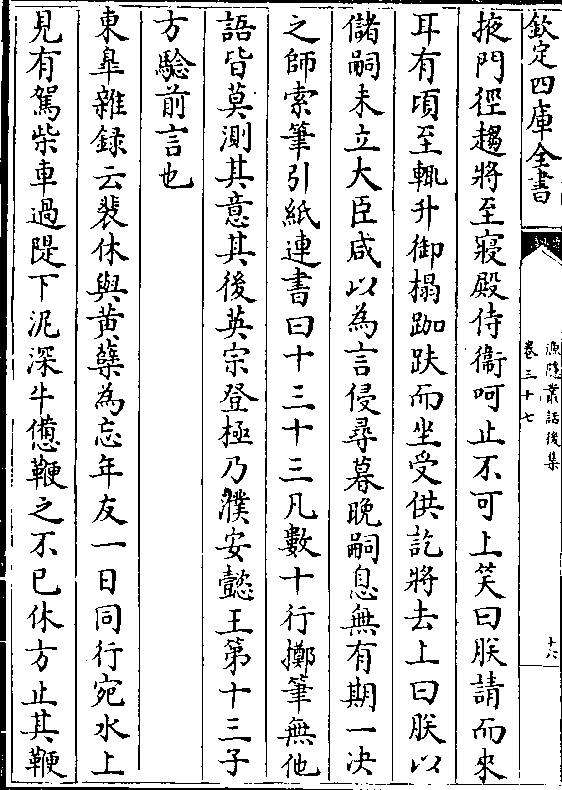 欽定四庫全書
漁隱叢話後集
卷三十七
十六
掖門徑趨將至寢殿侍衞呵止不可上笑曰朕請而來
耳有頃至輒升御榻跏趺而坐受供訖將去上曰朕以
儲嗣未立大臣咸以為言侵尋暮晚嗣息無有期一决
之師索筆引紙連書曰十三十三凡數十行擲筆無他
語皆莫測其意其後英宗登極乃濮安懿王第十三子
方驗前言也
東臯雜録云裴休與黄蘗為忘年友一日同行宛水上
見有駕柴車過隄下泥深牛憊鞭之不已休方止其鞭